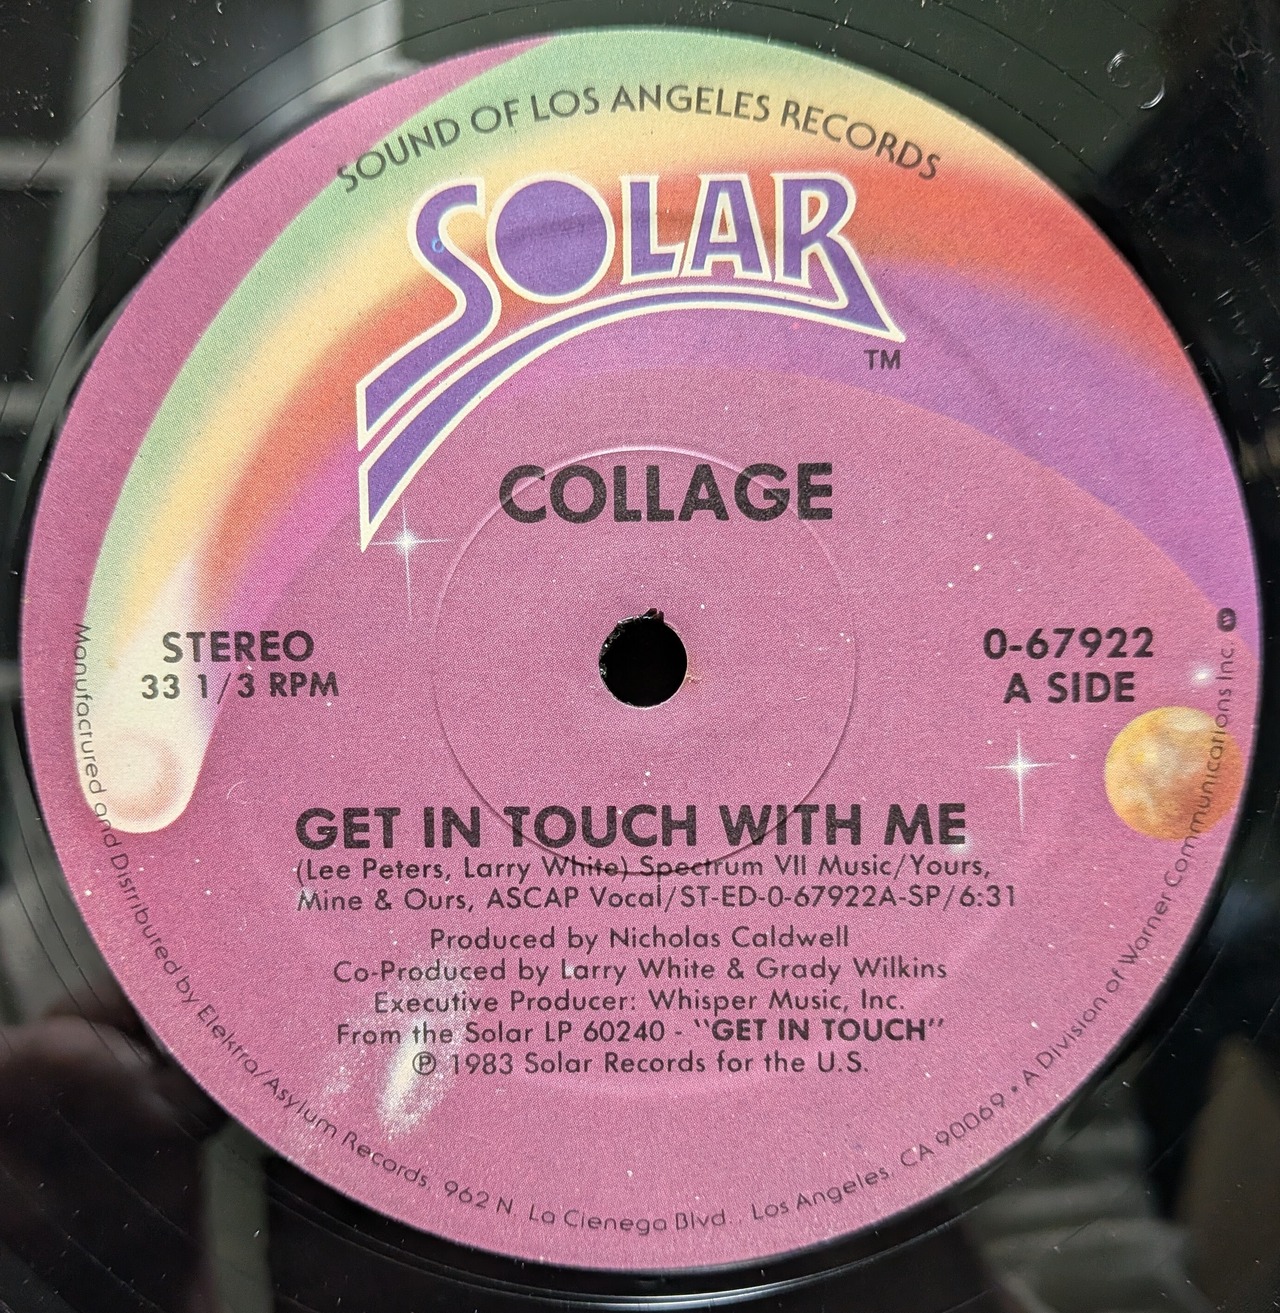 SOUND OF LOS ANGELES RECORDS
SOLAR
TM
COLLAGE
STEREO
33 1/3 RPM
0-67922
A SIDE
GET IN TOUCH WITH ME
(Lee Peters, Larry White) Spectrum VII Music/Yours,
Mine & Ours, ASCAP Vocal/ST-ED-0-67922A-SP/6:31
Produced by Nicholas Caldwell
Co-Produced by Larry White & Grady Wilkins
Executive Producer: Whisper Music, Inc.
From the Solar LP 60240 - "GET IN TOUCH"
℗ 1983 Solar Records for the U.S.
Manufactured and Distributed by Elektra/Asylum Records, 962 N. La Cienega Blvd., Los Angeles, CA 90069 • A Division of Warner Communications Inc.